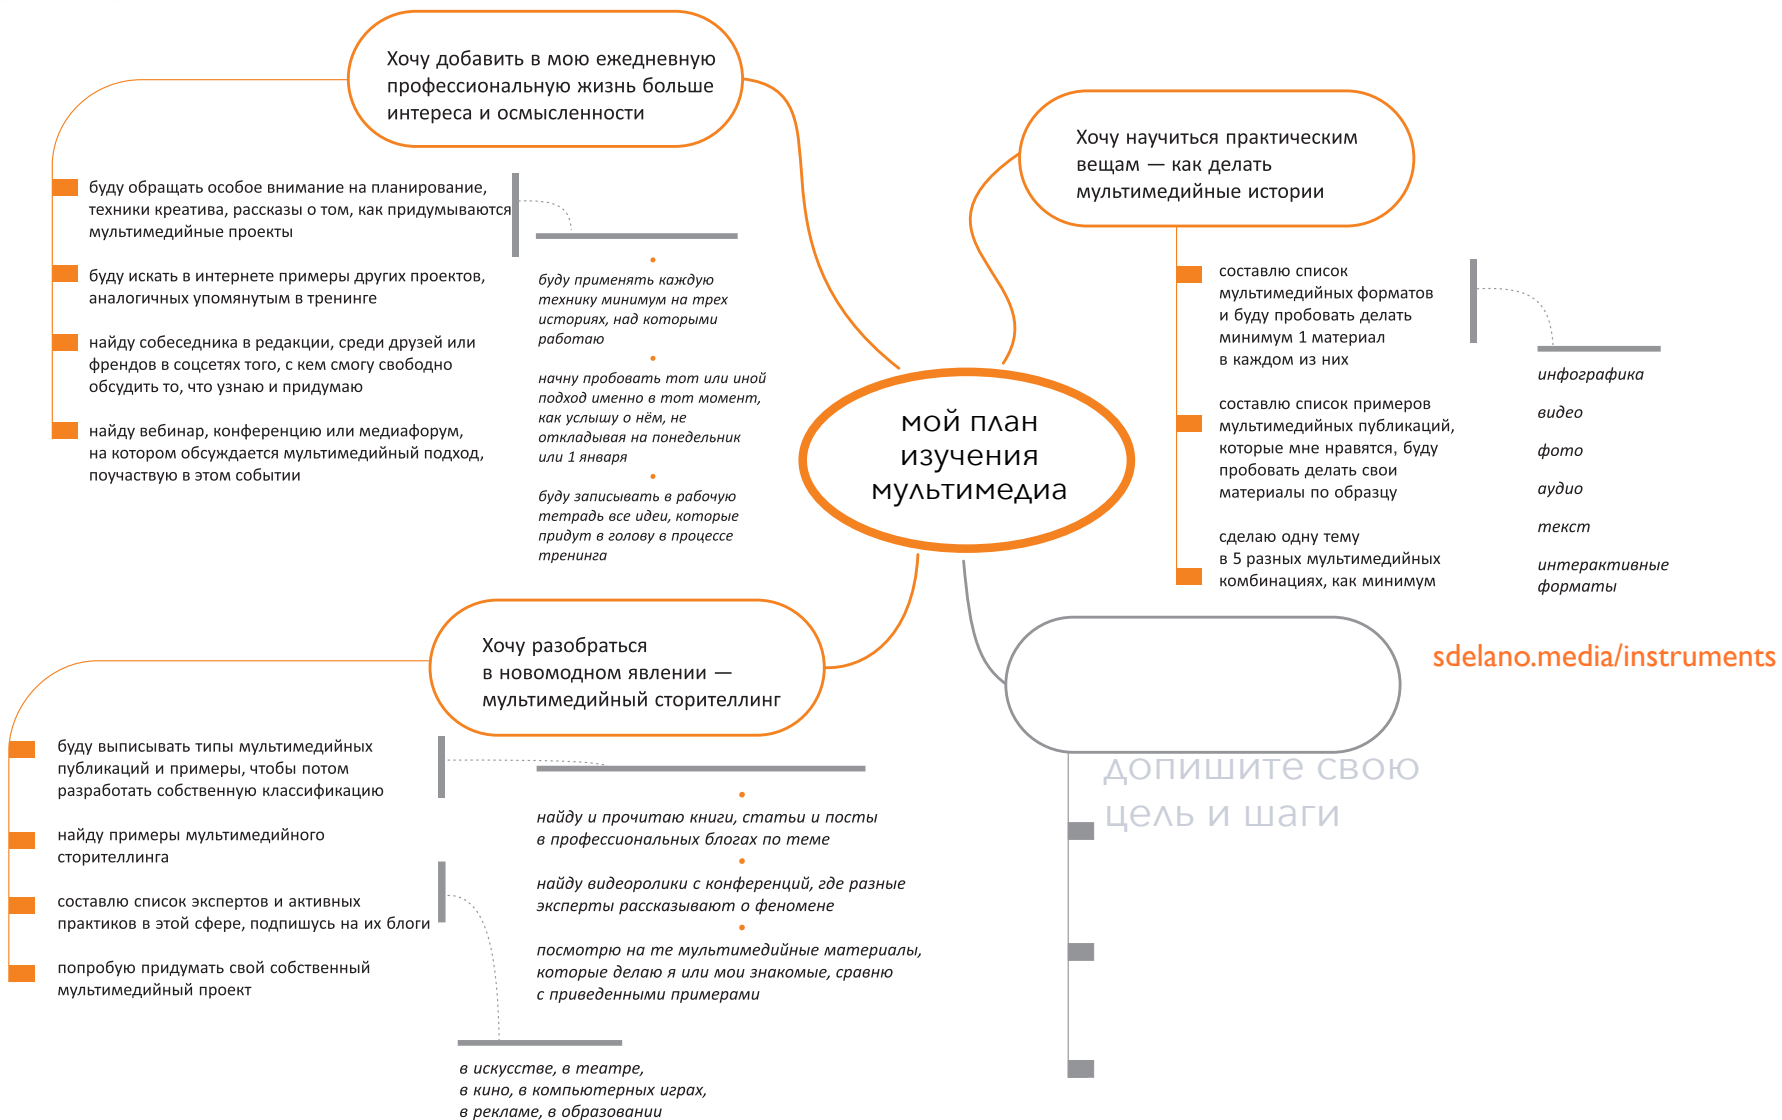 Хочу добавить в мою ежедневную
профессиональную жизнь больше
интереса и осмысленности
буду обращать особое внимание на планирование,
техники креатива, рассказы о том, как придумываются
мультимедийные проекты
буду искать в интернете примеры других проектов,
аналогичных упомянутым в тренинге
найду собеседника в редакции, среди друзей или
френдов в соцсетях того, с кем смогу свободно
обсудить то, что узнаю и придумаю
найду вебинар, конференцию или медиафорум,
на котором обсуждается мультимедийный подход,
поучаствую в этом событии
буду применять каждую
технику минимум на трех
историях, над которыми
работаю
начну пробовать тот или иной
подход именно в тот момент,
как услышу о нём, не
откладывая на понедельник
или 1 января
буду записывать в рабочую
тетрадь все идеи, которые
придут в голову в процессе
тренинга
Хочу научиться практическим
вещам — как делать
мультимедийные истории
составлю список
мультимедийных форматов
и буду пробовать делать
минимум 1 материал
в каждом из них
составлю список примеров
мультимедийных публикаций,
которые мне нравятся, буду
пробовать делать свои
материалы по образцу
сделаю одну тему
в 5 разных мультимедийных
комбинациях, как минимум
инфографика
видео
фото
аудио
текст
интерактивные
форматы
мой план
изучения
мультимедиа
Хочу разобраться
в новомодном явлении —
мультимедийный сторителлинг
буду выписывать типы мультимедийных
публикаций и примеры, чтобы потом
разработать собственную классификацию
найду примеры мультимедийного
сторителлинга
составлю список экспертов и активных
практиков в этой сфере, подпишусь на их блоги
попробую придумать свой собственный
мультимедийный проект
найду и прочитаю книги, статьи и посты
в профессиональных блогах по теме
найду видеоролики с конференций, где разные
эксперты рассказывают о феномене
посмотрю на те мультимедийные материалы,
которые делаю я или мои знакомые, сравню
с приведенными примерами
в искусстве, в театре,
в кино, в компьютерных играх,
в рекламе, в образовании
sdelano.media/instruments
допишите свою
цель и шаги